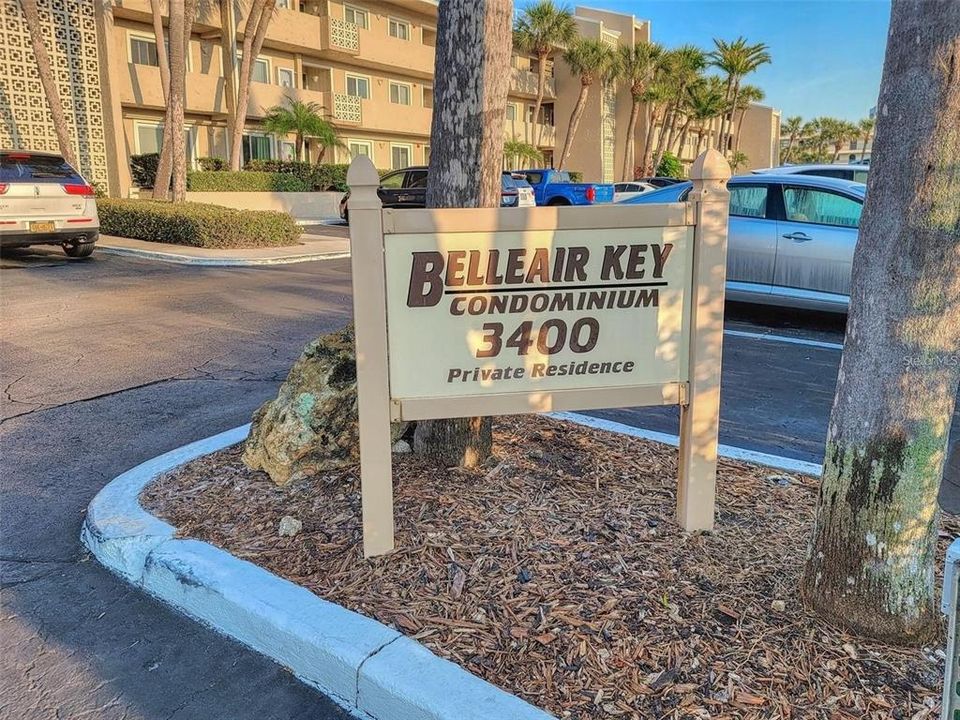 BELLEAIR KEY
CONDOMINIUM
3400
Private Residence